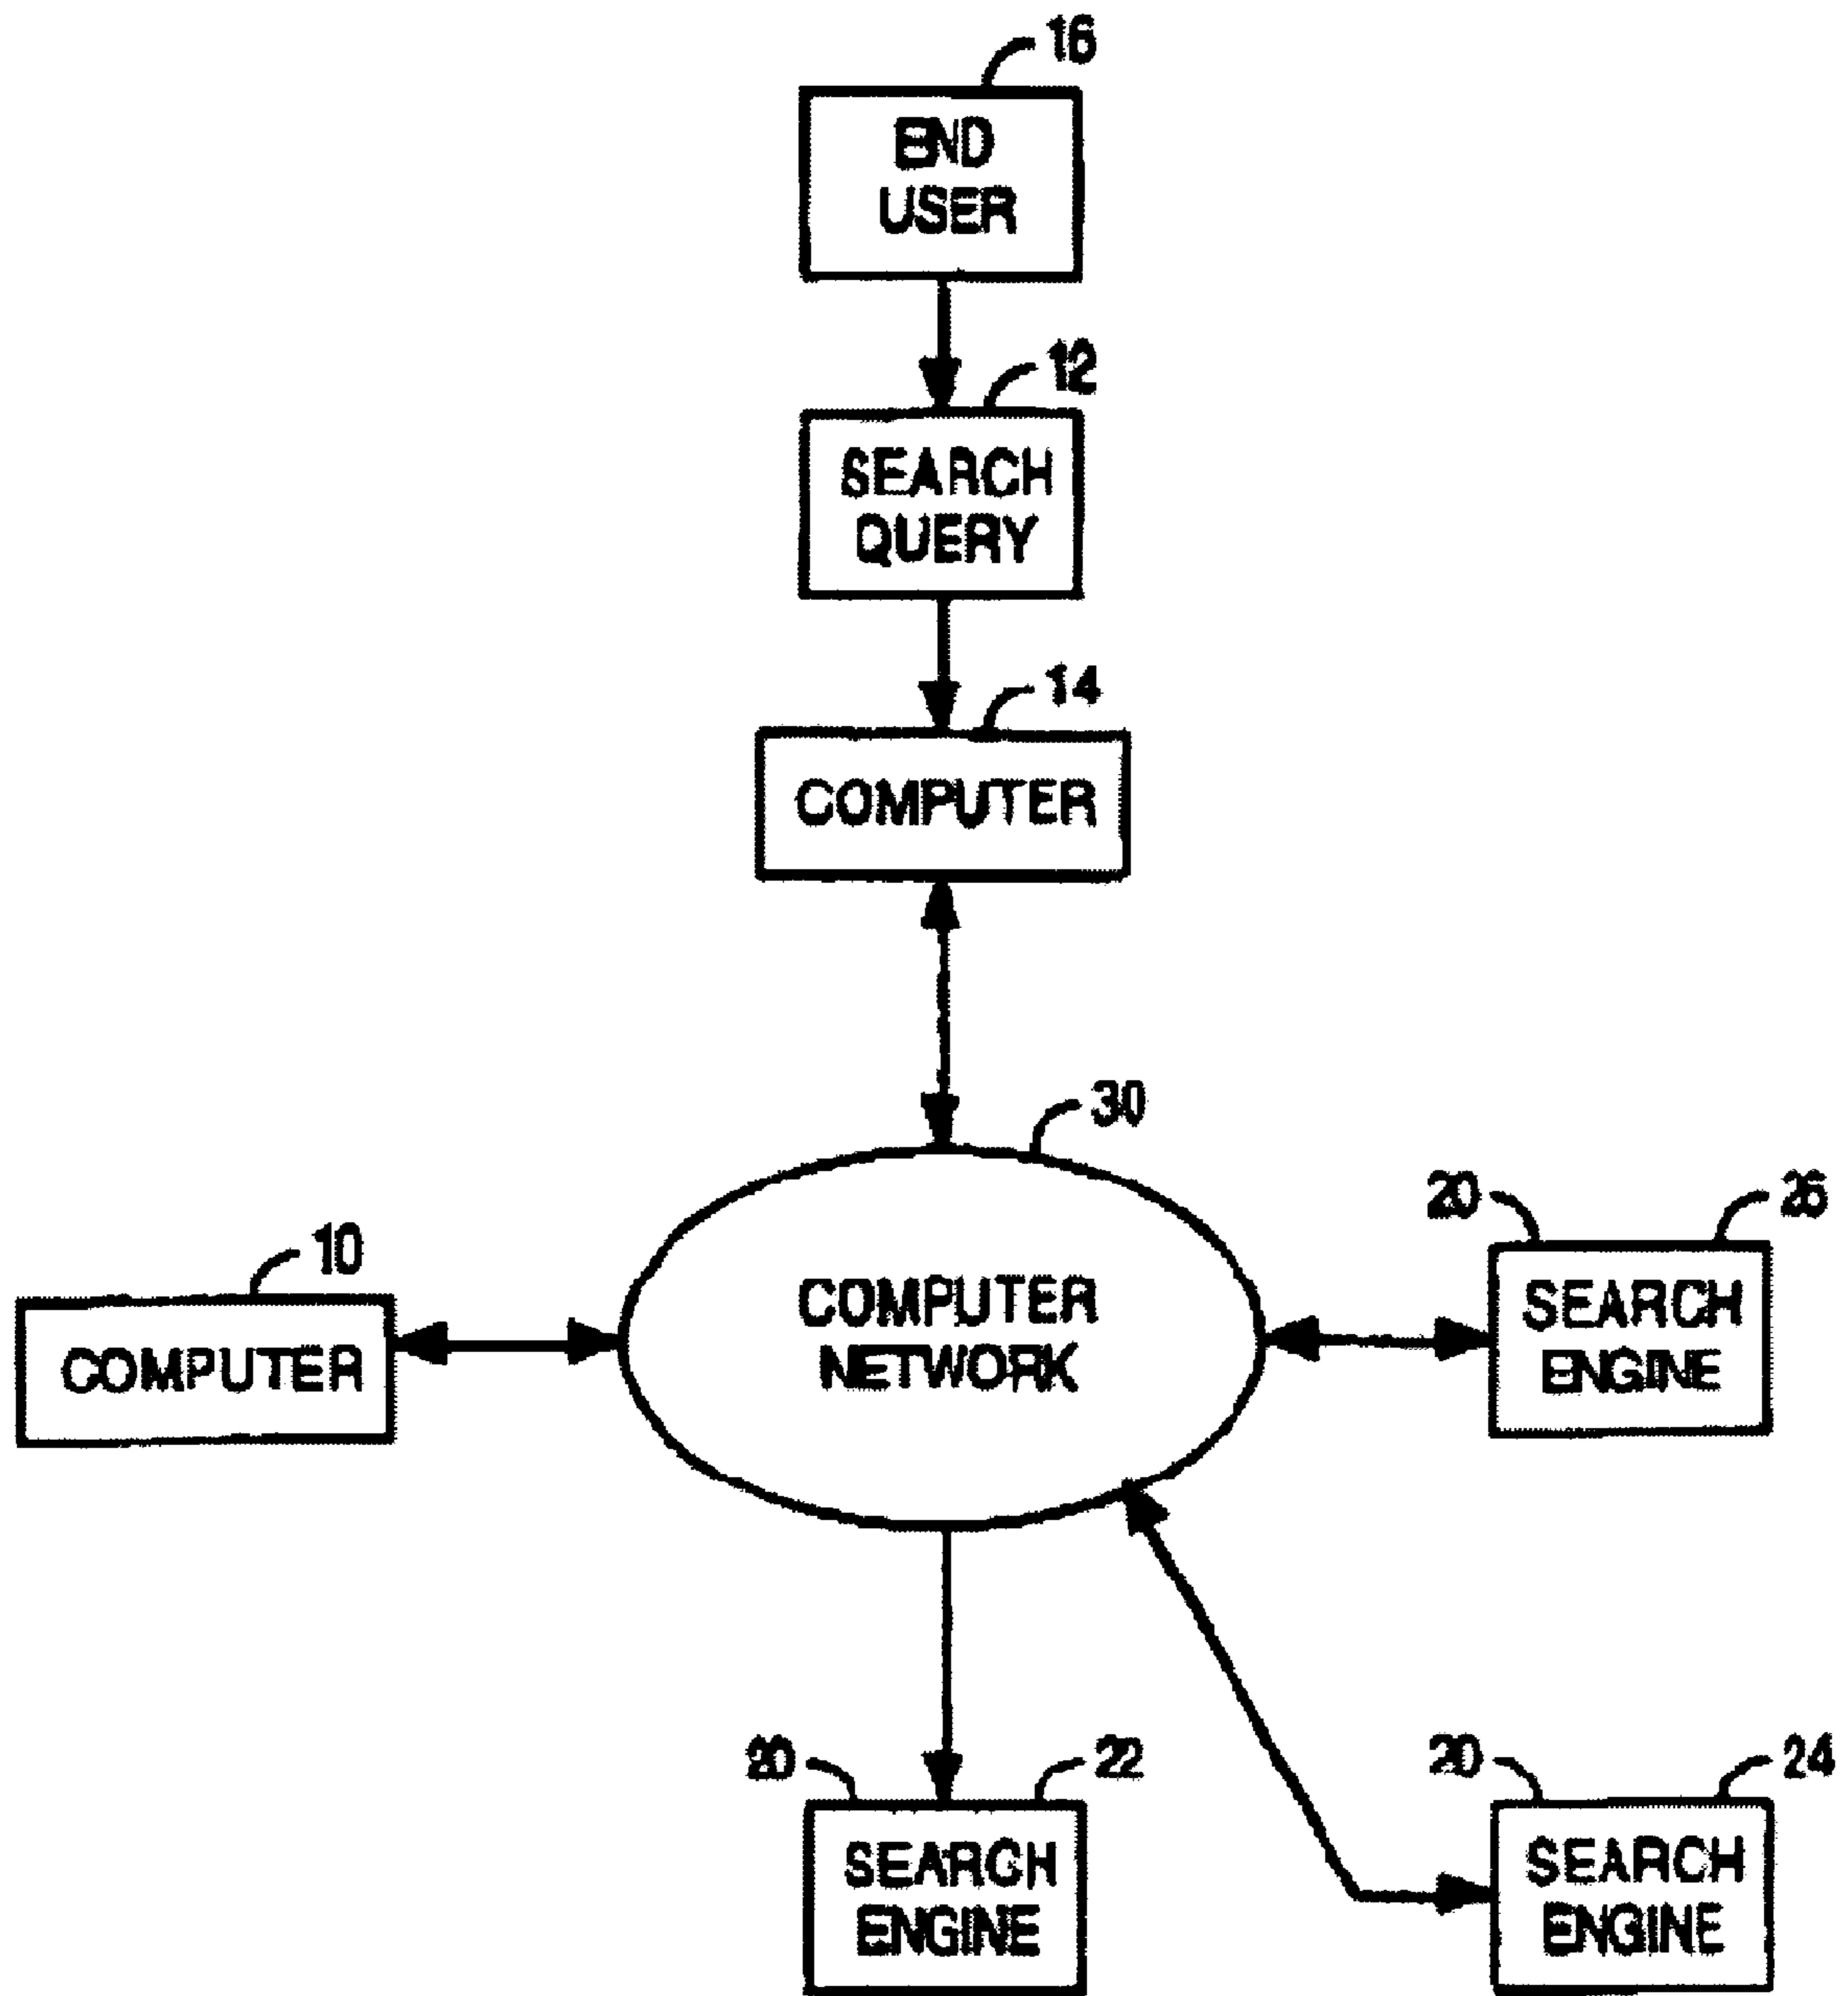 16
END
USER
12
SEARCH
QUERY
14
COMPUTER
30
COMPUTER
NETWORK
10
COMPUTER
20 26
SEARCH
ENGINE
20 22
SEARCH
ENGINE
20 24
SEARCH
ENGINE